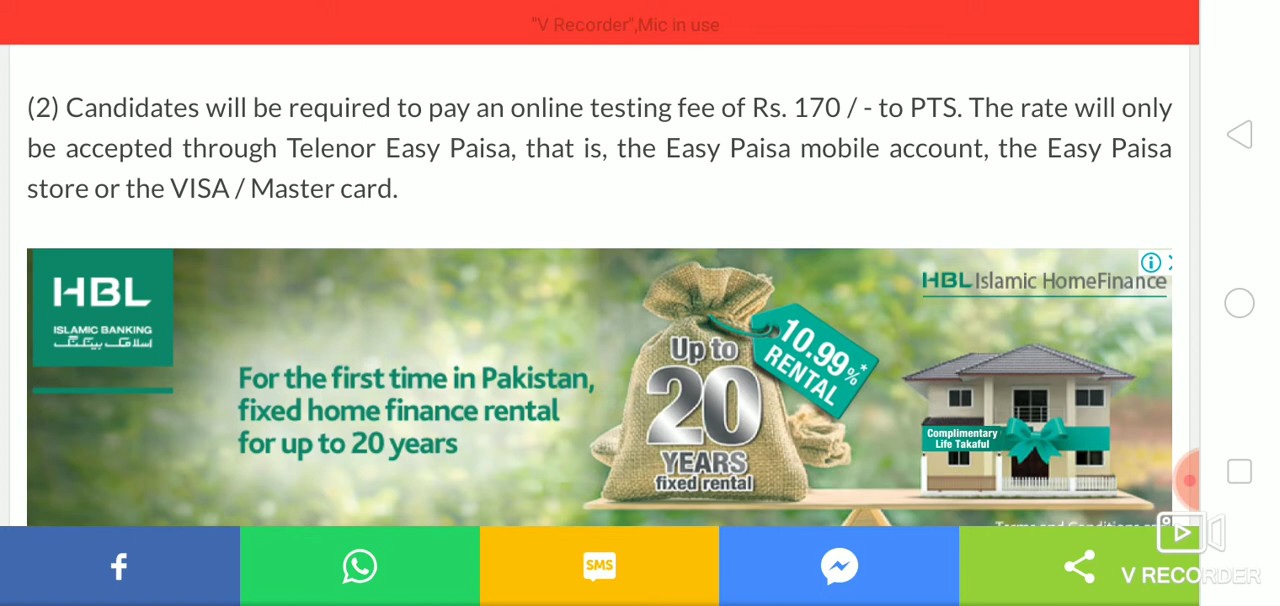 "V Recorder",Mic in use
(2) Candidates will be required to pay an online testing fee of Rs. 170 / - to PTS. The rate will only
be accepted through Telenor Easy Paisa, that is, the Easy Paisa mobile account, the Easy Paisa
store or the VISA / Master card.
HBL
ISLAMIC BANKING
اسلامک بینکنگ
For the first time in Pakistan,
fixed home finance rental
for up to 20 years
Up to
20
YEARS
fixed rental
10.99%*
RENTAL
HBL Islamic HomeFinance
Complimentary
Life Takaful
Terms and Conditions
f
SMS
V RECORDER